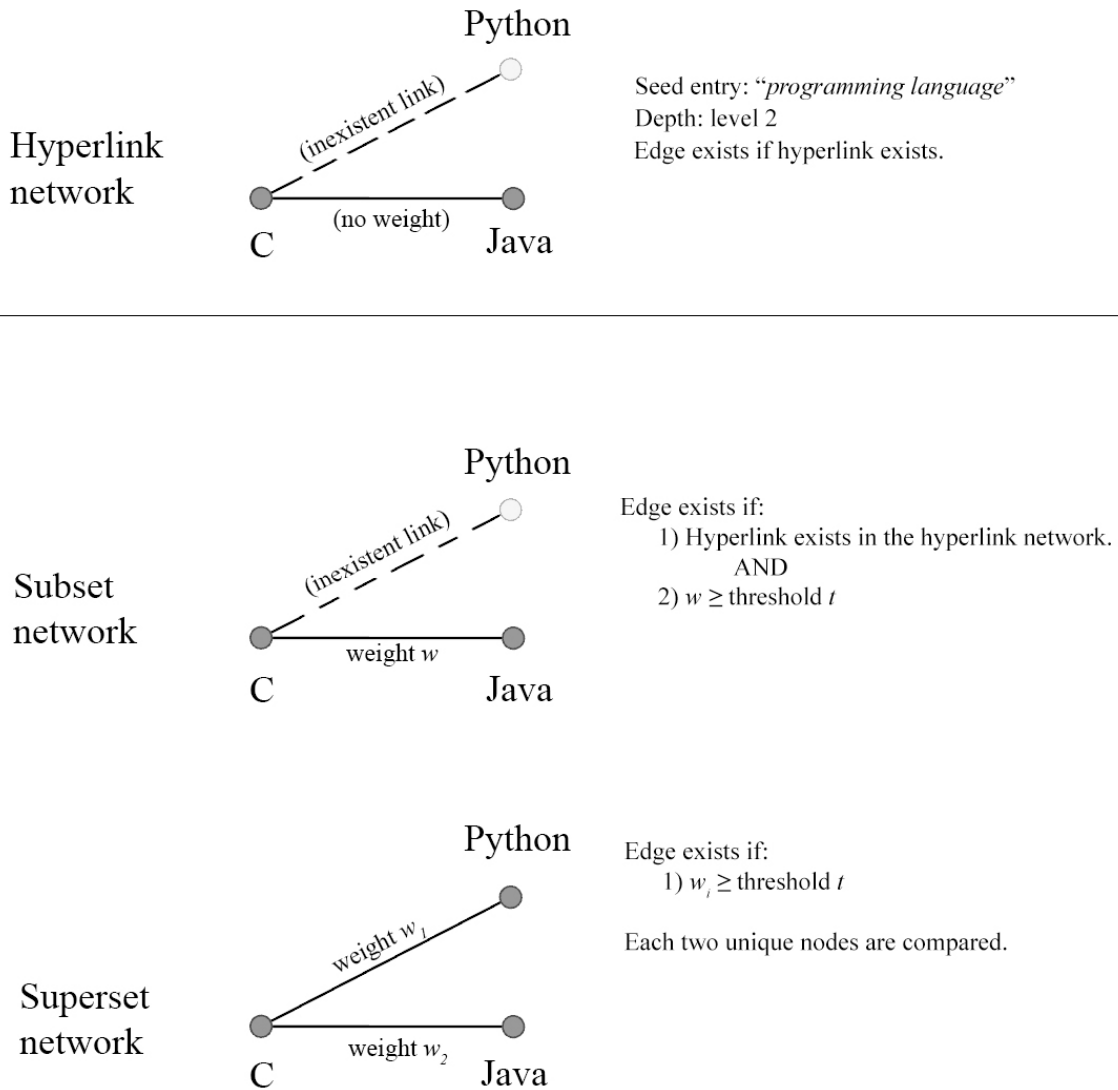 Python
(inexistent link)
Hyperlink
network
(no weight)
C
Java
Seed entry: “programming language”
Depth: level 2
Edge exists if hyperlink exists.
Python
(inexistent link)
Subset
network
weight w
C
Java
Edge exists if:
1) Hyperlink exists in the hyperlink network.
AND
2) w ≥ threshold t
Python
weight w₁
Superset
network
weight w₂
C
Java
Edge exists if:
1) wᵢ ≥ threshold t
Each two unique nodes are compared.